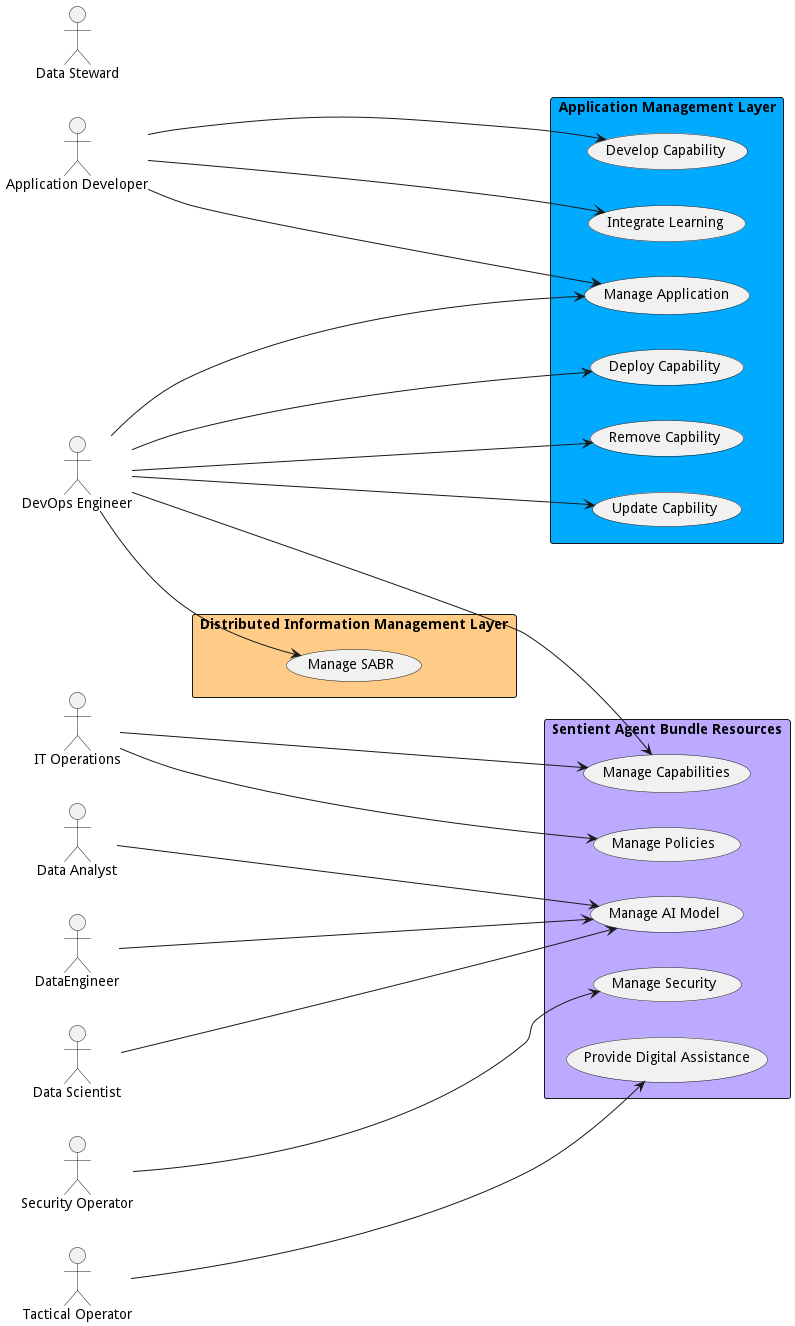 Data Steward
Application Management Layer
Develop Capability
Application Developer
Integrate Learning
Manage Application
Deploy Capability
Remove Capbility
DevOps Engineer
Update Capbility
Distributed Information Management Layer
Manage SABR
Sentient Agent Bundle Resources
IT Operations
Manage Capabilities
Manage Policies
Data Analyst
Manage AI Model
DataEngineer
Manage Security
Provide Digital Assistance
Data Scientist
Security Operator
Tactical Operator